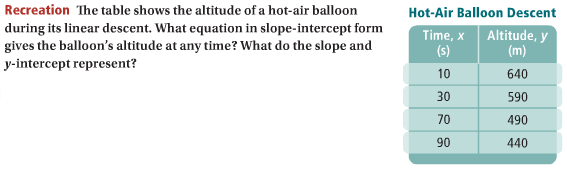 Recreation The table shows the altitude of a hot-air balloon
during its linear descent. What equation in slope-intercept form
gives the balloon's altitude at any time? What do the slope and
y-intercept represent?
Hot-Air Balloon Descent
Time, x (s) Altitude, y (m)
10 640
30 590
70 490
90 440